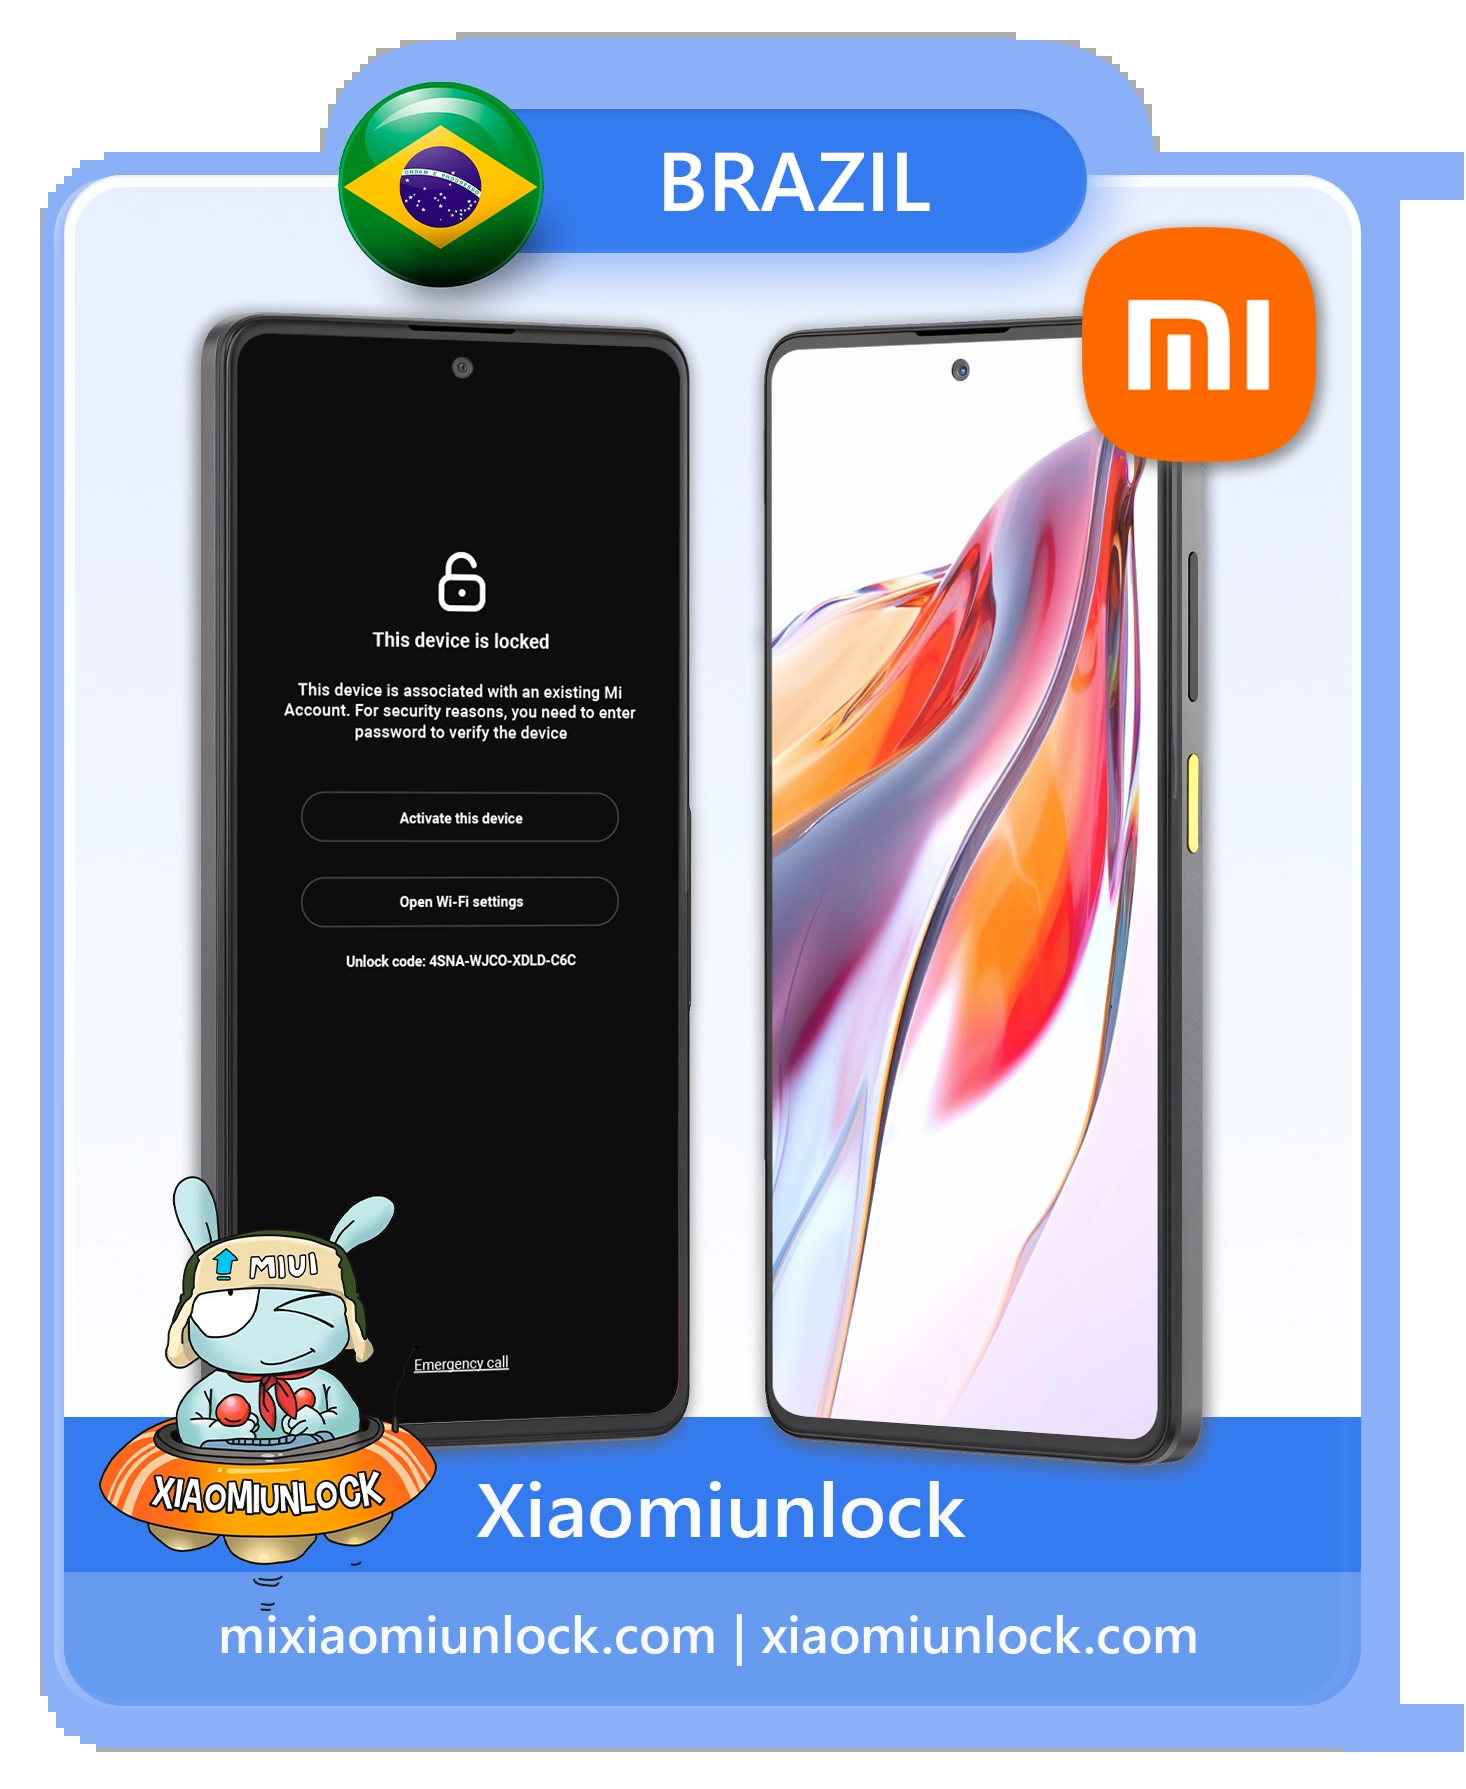 BRAZIL
ORDEM E PROGRESSO
mi
This device is locked
This device is associated with an existing Mi
Account. For security reasons, you need to enter
password to verify the device
Activate this device
Open Wi-Fi settings
Unlock code: 4SNA-WJCO-XDLD-C6C
MIUI
Emergency call
XIAOMIUNLOCK
Xiaomiunlock
mixiaomiunlock.com | xiaomiunlock.com